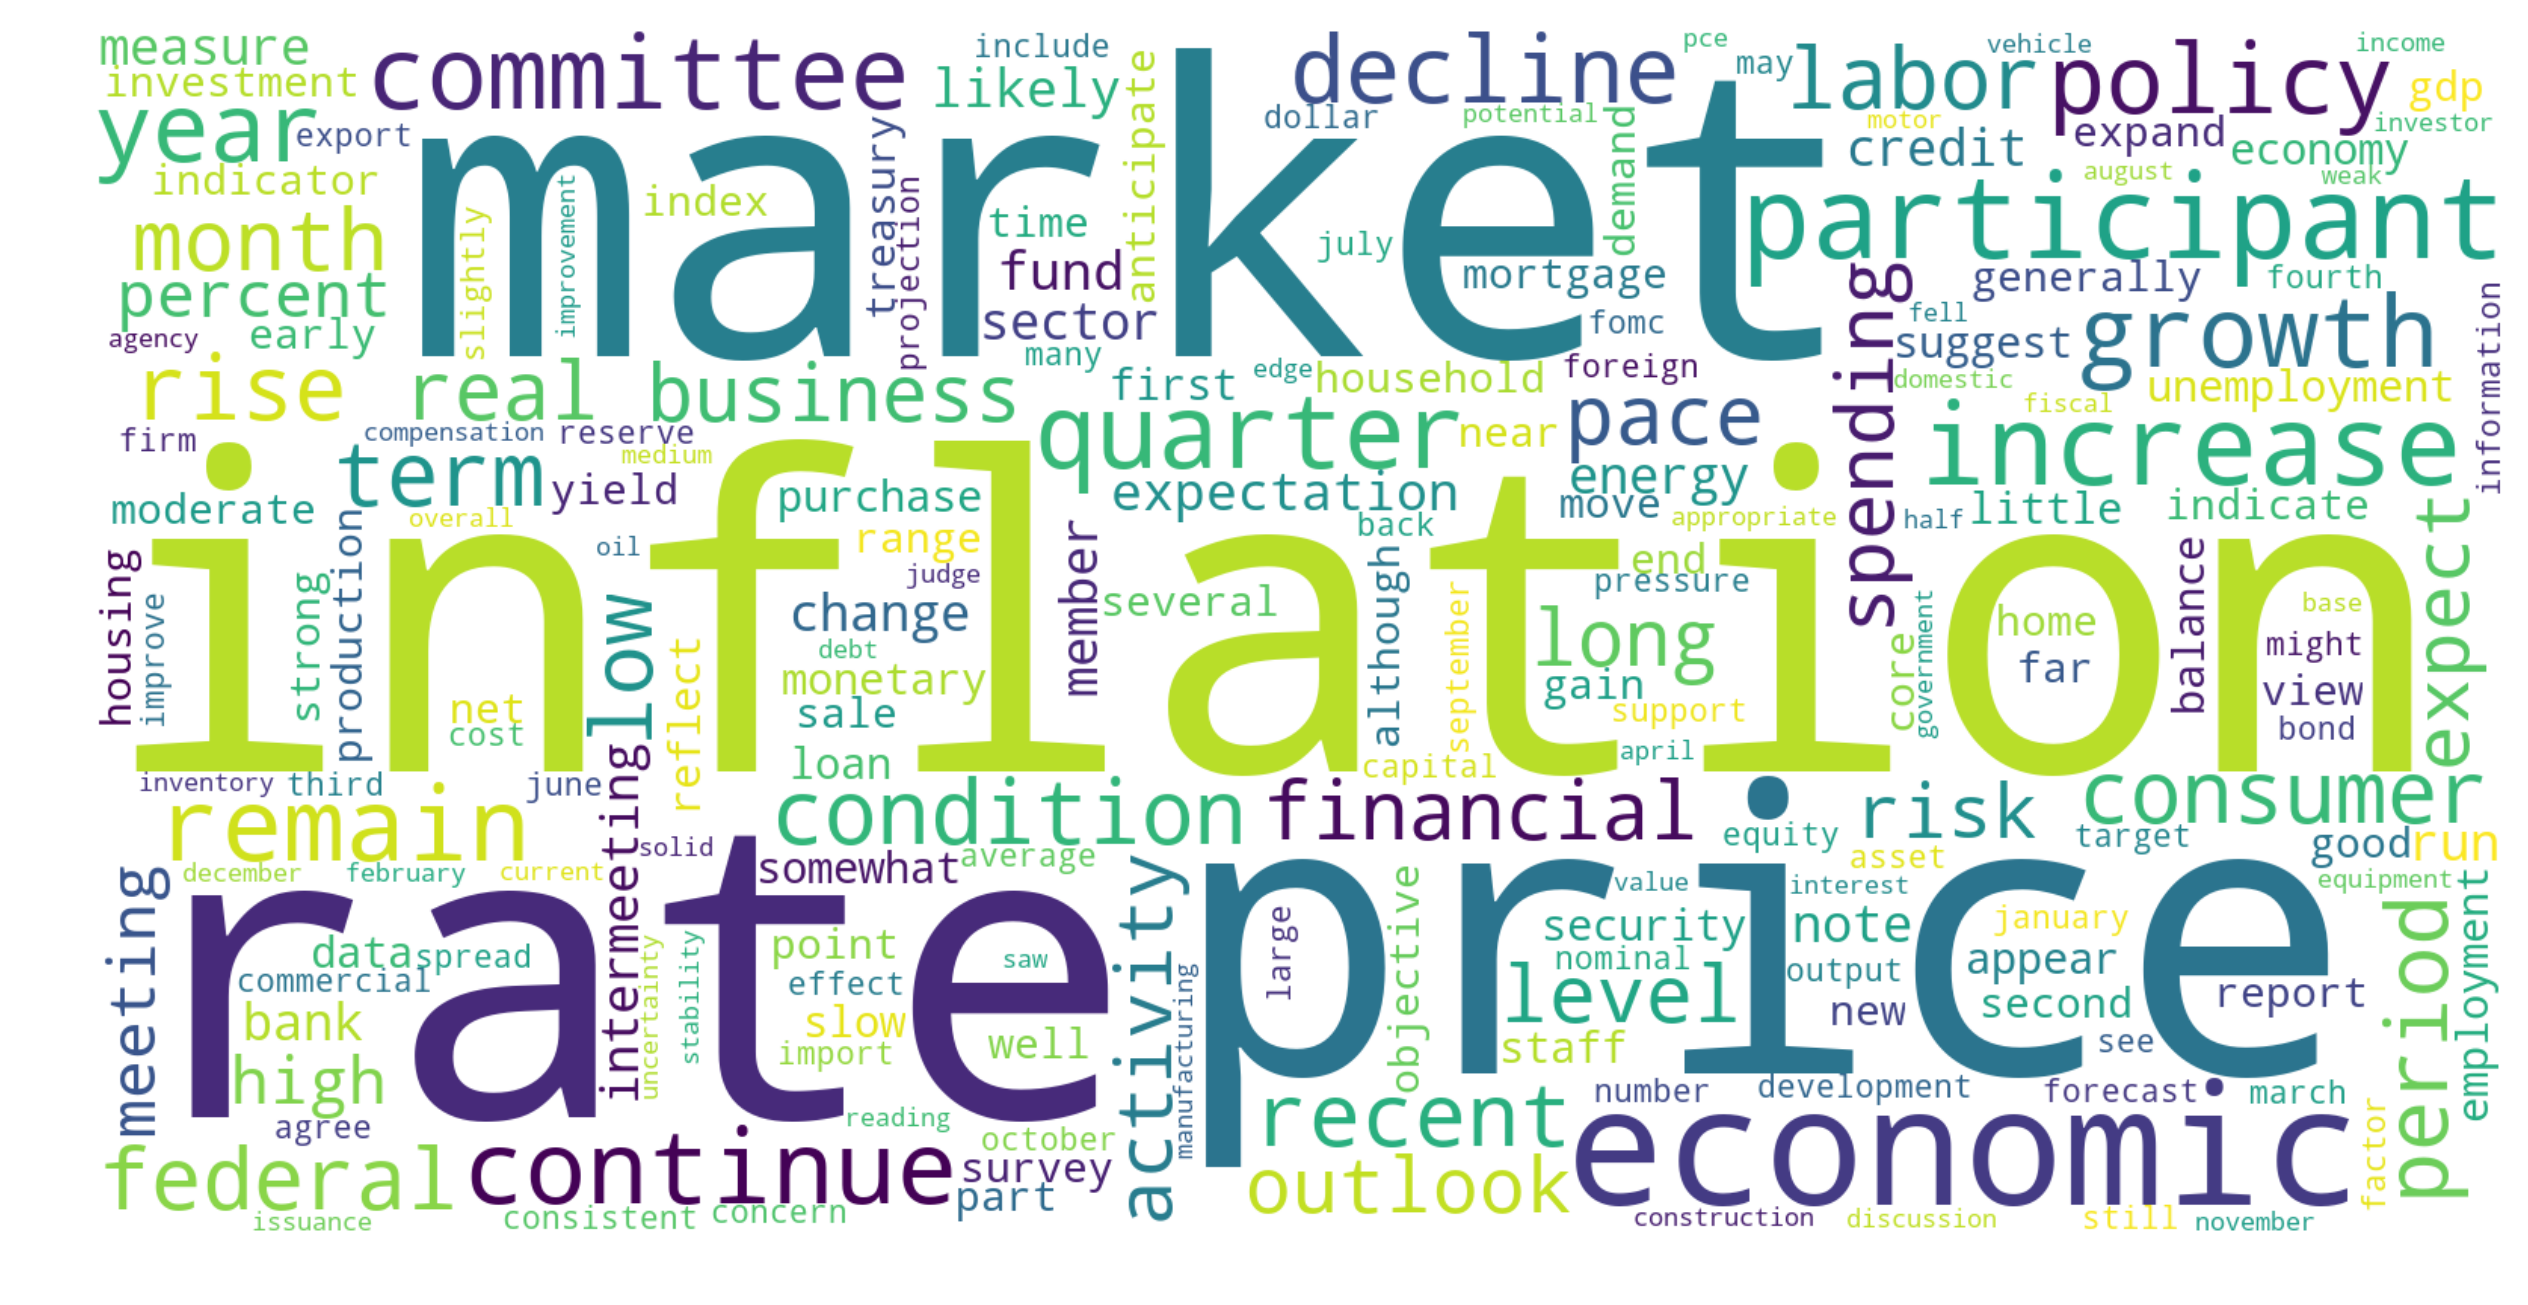 measure
investment
committee
include
likely
anticipate
decline
pce
may
labor
vehicle
policy
income
gdp
year
export
market
treasury
dollar
potential
demand
motor
credit
expand
investor
economy
indicator
improvement
index
projection
time
july
participant
august
weak
month
slightly
fund
mortgage
spending
generally
fourth
percent
early
agency
sector
many
fomc
fell
suggest
growth
information
rise
real
business
first
edge
household
foreign
pace
domestic
unemployment
fiscal
firm
compensation
reserve
medium
quarter
near
increase
term
yield
purchase
expectation
energy
moderate
overall
production
oil
range
back
move
appropriate
half
little
indicate
expect
inflation
housing
improve
strong
low
judge
change
member
several
although
september
end
pressure
long
core
government
home
far
balance
base
might
view
bond
net
cost
reflect
debt
monetary
sale
loan
gain
support
april
capital
inventory
third
june
intermeeting
remain
condition
financial
risk
equity
target
consumer
good
run
december
february
current
solid
somewhat
average
asset
equipment
meeting
rate
activity
price
objective
value
interest
period
employment
data
spread
commercial
uncertainty
stability
point
effect
saw
manufacturing
large
security
nominal
note
output
january
appear
report
bank
slow
well
import
level
new
second
see
high
agree
staff
reading
number
development
forecast
march
factor
federal
continue
october
survey
part
recent
outlook
economic
issuance
consistent
concern
construction
discussion
still
november